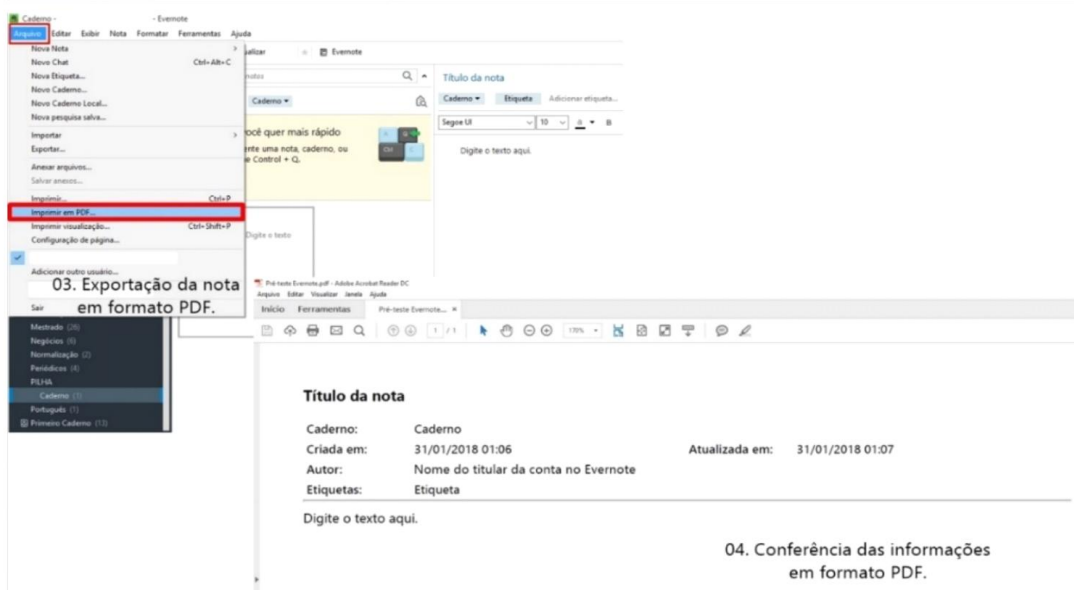 Caderno - - Evernote
Arquivo Editar Exibir Nota Formatar Ferramentas Ajuda
Nova Nota
Novo Chat Ctrl+Alt+C
Nova Etiqueta...
Novo Caderno...
Novo Caderno Local...
Nova pesquisa salva...
Importar
Exportar...
Anexar arquivos...
Salvar anexos...
Imprimir... Ctrl+P
Imprimir em PDF...
Imprimir visualização... Ctrl+Shift+P
Configuração de página...
Adicionar outro usuário...
Sair
03. Exportação da nota
em formato PDF.
Mestrado (26)
Negócios (6)
Normalização (2)
Periódicos (4)
PILHA
Caderno (1)
Português (1)
Primeiro Caderno (13)
Evernote
Caderno
ocê quer mais rápido
ente uma nota, caderno, ou
e Control + Q.
Ctrl
Digite o texto
Título da nota
Caderno Etiqueta Adicionar etiqueta...
Segoe UI 10 a B
Digite o texto aqui.
Pré-teste Evernote.pdf - Adobe Acrobat Reader DC
Arquivo Editar Visualizar Janela Ajuda
Início Ferramentas Pré-teste Evernote... ×
1 / 1 170%
Título da nota
Caderno: Caderno
Criada em: 31/01/2018 01:06 Atualizada em: 31/01/2018 01:07
Autor: Nome do titular da conta no Evernote
Etiquetas: Etiqueta
Digite o texto aqui.
04. Conferência das informações
em formato PDF.